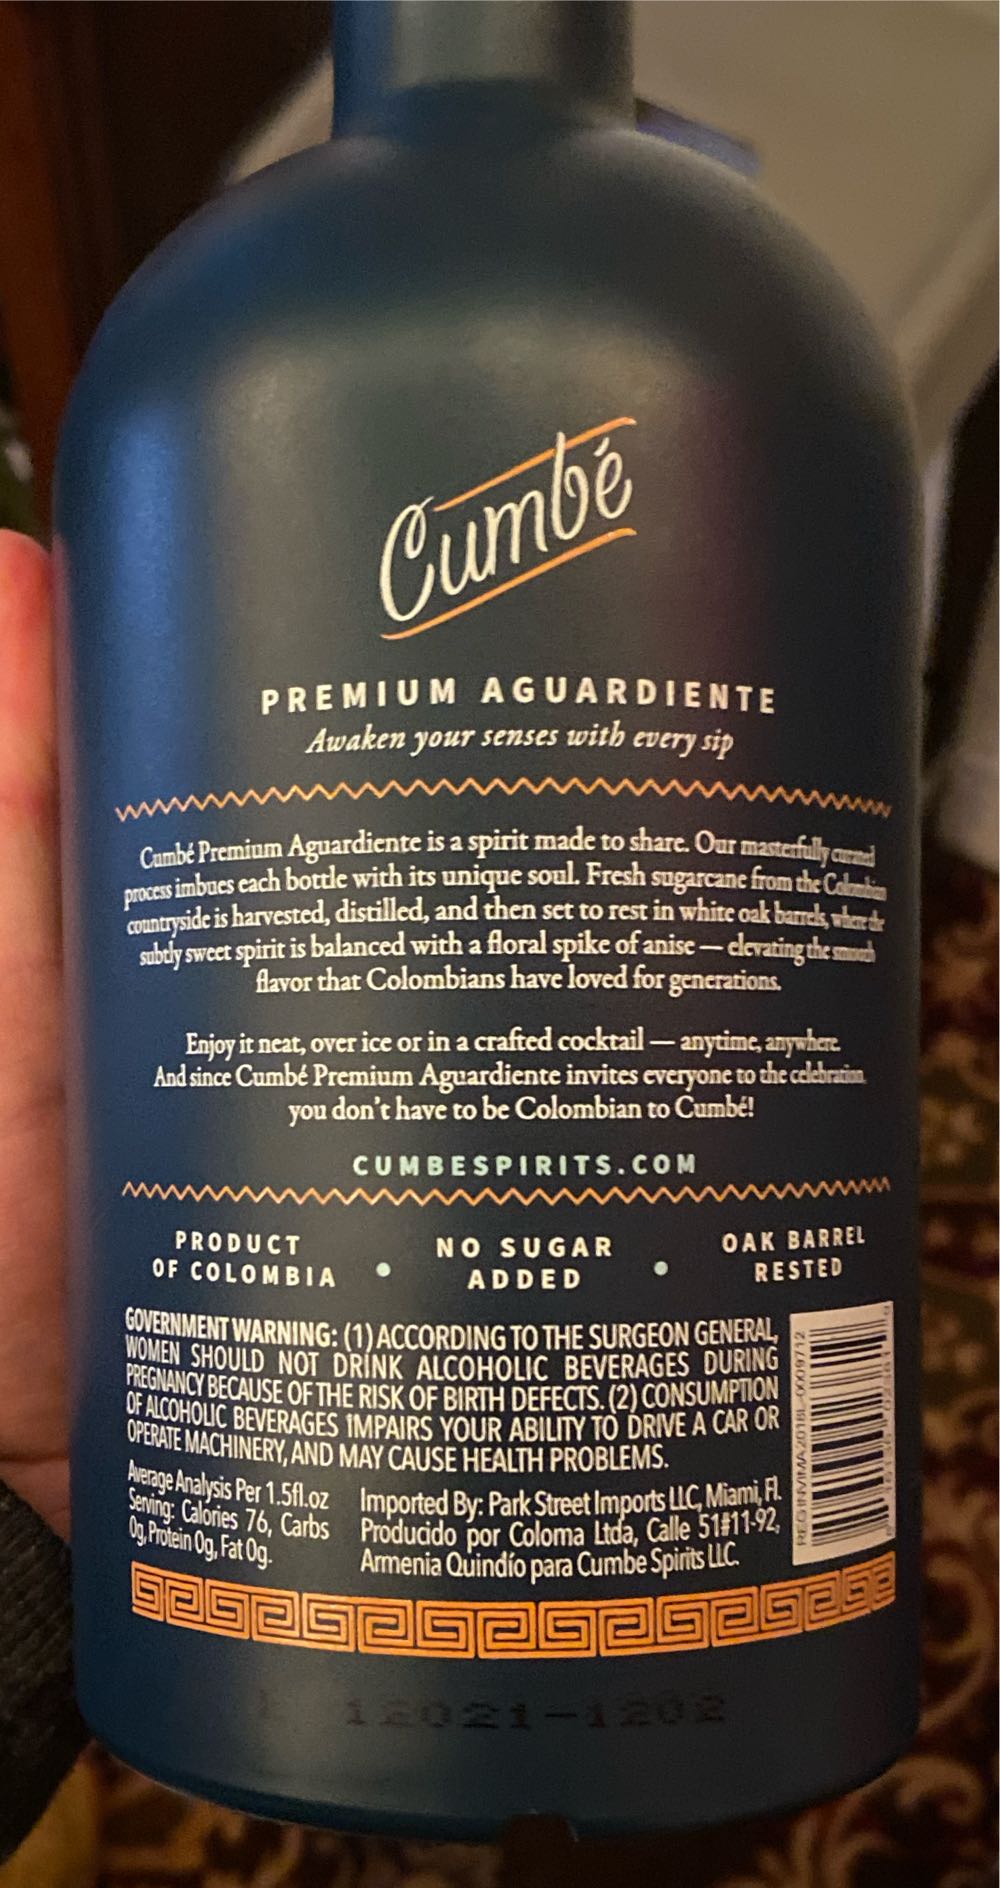 Cumbé
PREMIUM AGUARDIENTE
Awaken your senses with every sip
Cumbé Premium Aguardiente is a spirit made to share. Our masterfully curated
process imbues each bottle with its unique soul. Fresh sugarcane from the Colombian
countryside is harvested, distilled, and then set to rest in white oak barrels, where the
subtly sweet spirit is balanced with a floral spike of anise — elevating the smooth
flavor that Colombians have loved for generations.
Enjoy it neat, over ice or in a crafted cocktail — anytime, anywhere.
And since Cumbé Premium Aguardiente invites everyone to the celebration,
you don't have to be Colombian to Cumbé!
CUMBESPIRITS.COM
PRODUCT
OF COLOMBIA
NO SUGAR
ADDED
OAK BARREL
RESTED
GOVERNMENT WARNING: (1) ACCORDING TO THE SURGEON GENERAL,
WOMEN SHOULD NOT DRINK ALCOHOLIC BEVERAGES DURING
PREGNANCY BECAUSE OF THE RISK OF BIRTH DEFECTS. (2) CONSUMPTION
OF ALCOHOLIC BEVERAGES IMPAIRS YOUR ABILITY TO DRIVE A CAR OR
OPERATE MACHINERY, AND MAY CAUSE HEALTH PROBLEMS.
Average Analysis Per 1.5fl.oz
Serving: Calories 76, Carbs
0g, Protein 0g, Fat 0g.
Imported By: Park Street Imports LLC, Miami, Fl.
Producido por Coloma Ltda, Calle 51#11-92,
Armenia Quindío para Cumbe Spirits LLC.
REG INVIMA 2018L-0009712
12021-1202